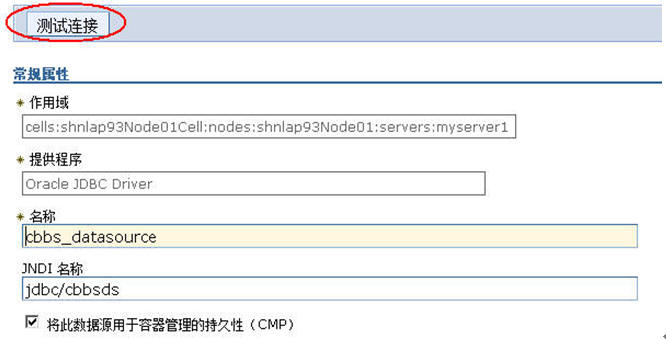 测试连接
常规属性
* 作用域
cells:shnlap93Node01Cell:nodes:shnlap93Node01:servers:myserver1
* 提供程序
Oracle JDBC Driver
* 名称
cbbs_datasource
JNDI 名称
jdbc/cbbsds
将此数据源用于容器管理的持久性（CMP）